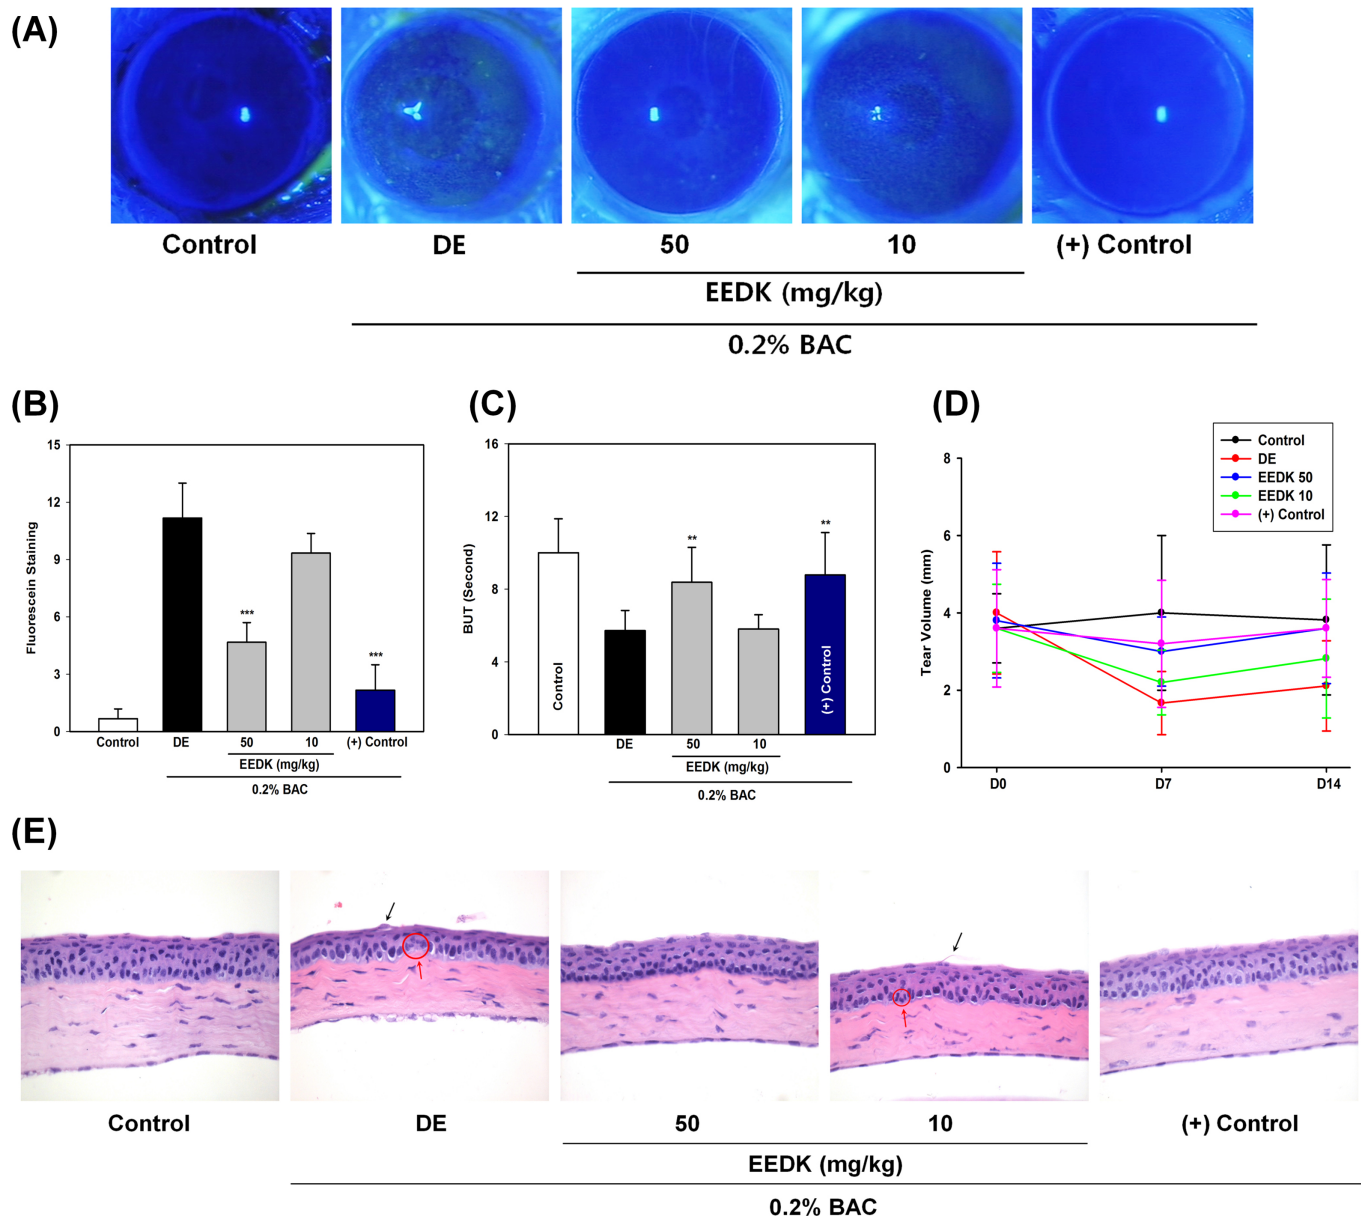 (A)
Control DE 50 10 (+) Control
EEDK (mg/kg)
0.2% BAC
(B)
Fluorescein Staining
15
12
9
6
3
0
***
***
Control DE 50 10 (+) Control
EEDK (mg/kg)
0.2% BAC
(C)
BUT (Second)
16
12
8
4
0
**
**
Control
(+) Control
DE 50 10
EEDK (mg/kg)
0.2% BAC
(D)
Control
DE
EEDK 50
EEDK 10
(+) Control
Tear Volume (mm)
8
6
4
2
0
D0 D7 D14
(E)
Control DE 50 10 (+) Control
EEDK (mg/kg)
0.2% BAC